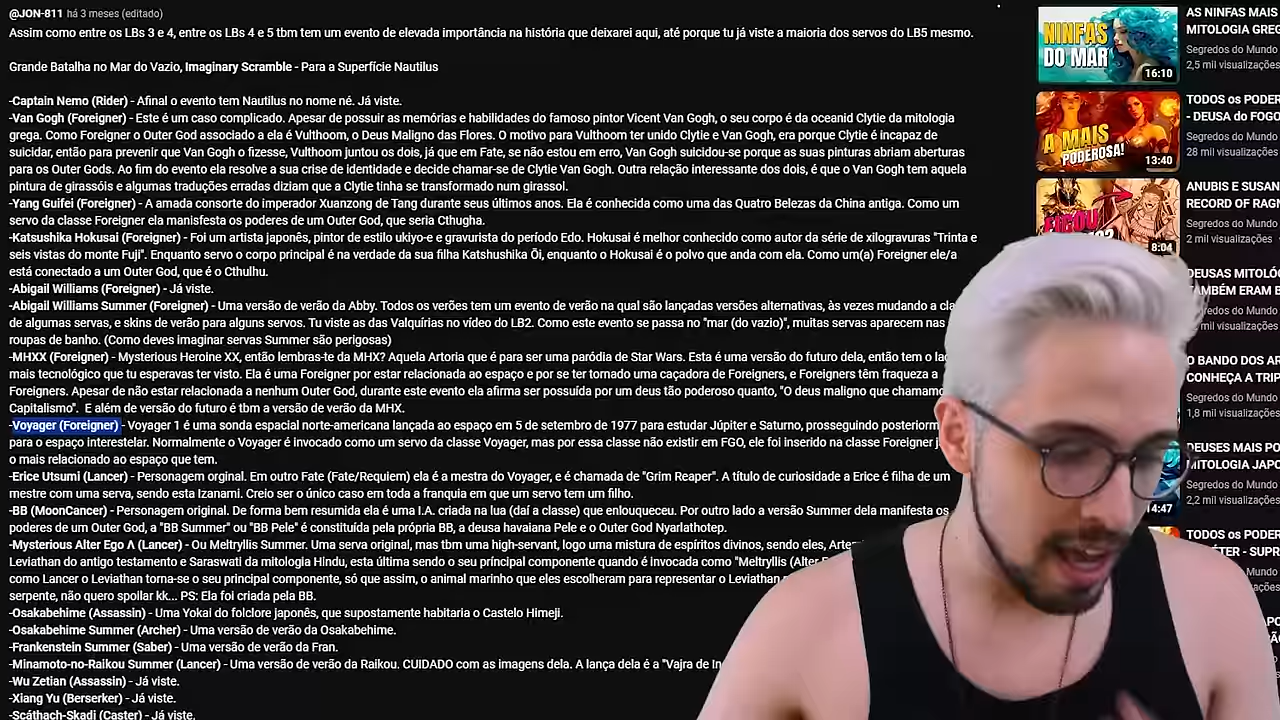 @JON-811 há 3 meses (editado)
Assim como entre os LBs 3 e 4, entre os LBs 4 e 5 tbm tem um evento de elevada importância na história que deixarei aqui, até porque tu já viste a maioria dos servos do LB5 mesmo.
Grande Batalha no Mar do Vazio, Imaginary Scramble - Para a Superfície Nautilus
-Captain Nemo (Rider) - Afinal o evento tem Nautilus no nome né. Já viste.
-Van Gogh (Foreigner) - Este é um caso complicado. Apesar de possuir as memórias e habilidades do famoso pintor Vicent Van Gogh, o seu corpo é da oceanid Clytie da mitologia
grega. Como Foreigner o Outer God associado a ela é Vulthoom, o Deus Maligno das Flores. O motivo para Vulthoom ter unido Clytie e Van Gogh, era porque Clytie é incapaz de
suicidar, então para prevenir que Van Gogh o fizesse, Vulthoom juntou os dois, já que em Fate, se não estou em erro, Van Gogh suicidou-se porque as suas pinturas abriam aberturas
para os Outer Gods. Ao fim do evento ela resolve a sua crise de identidade e decide chamar-se de Clytie Van Gogh. Outra relação interessante dos dois, é que o Van Gogh tem aquela
pintura de girassóis e algumas traduções erradas diziam que a Clytie tinha se transformado num girassol.
-Yang Guifei (Foreigner) - A amada consorte do imperador Xuanzong de Tang durante seus últimos anos. Ela é conhecida como uma das Quatro Belezas da China antiga. Como um
servo da classe Foreigner ela manisfesta os poderes de um Outer God, que seria Cthugha.
-Katsushika Hokusai (Foreigner) - Foi um artista japonês, pintor de estilo ukiyo-e e gravurista do período Edo. Hokusai é melhor conhecido como autor da série de xilogravuras "Trinta e
seis vistas do monte Fuji". Enquanto servo o corpo principal é na verdade da sua filha Katshushika Ōi, enquanto o Hokusai é o polvo que anda com ela. Como um(a) Foreigner ele/a
está conectado a um Outer God, que é o Cthulhu.
-Abigail Williams (Foreigner) - Já viste.
-Abigail Williams Summer (Foreigner) - Uma versão de verão da Abby. Todos os verões tem um evento de verão na qual são lançadas versões alternativas, às vezes mudando a cla
de algumas servas, e skins de verão para alguns servos. Tu viste as das Valquírias no vídeo do LB2. Como este evento se passa no "mar (do vazio)", muitas servas aparecem nas
roupas de banho. (Como deves imaginar servas Summer são perigosas)
-MHXX (Foreigner) - Mysterious Heroine XX, então lembras-te da MHX? Aquela Artoria que é para ser uma paródia de Star Wars. Esta é uma versão do futuro dela, então tem o la
mais tecnológico que tu esperavas ter visto. Ela é uma Foreigner por estar relacionada ao espaço e por se ter tornado uma caçadora de Foreigners, e Foreigners têm fraqueza a
Foreigners. Apesar de não estar relacionada a nenhum Outer God, durante este evento ela afirma ser possuída por um deus tão poderoso quanto, "O deus maligno que chamamo
Capitalismo". E além de versão do futuro é tbm a versão de verão da MHX.
-Voyager (Foreigner) - Voyager 1 é uma sonda espacial norte-americana lançada ao espaço em 5 de setembro de 1977 para estudar Júpiter e Saturno, prosseguindo posteriorm
para o espaço interestelar. Normalmente o Voyager é invocado como um servo da classe Voyager, mas por essa classe não existir em FGO, ele foi inserido na classe Foreigner j
o mais relacionado ao espaço que tem.
-Erice Utsumi (Lancer) - Personagem orginal. Em outro Fate (Fate/Requiem) ela é a mestra do Voyager, e é chamada de "Grim Reaper". A título de curiosidade a Erice é filha de um
mestre com uma serva, sendo esta Izanami. Creio ser o único caso em toda a franquia em que um servo tem um filho.
-BB (MoonCancer) - Personagem original. De forma bem resumida ela é uma I.A. criada na lua (daí a classe) que enlouqueceu. Por outro lado a versão Summer dela manifesta os
poderes de um Outer God, a "BB Summer" ou "BB Pele" é constituída pela própria BB, a deusa havaiana Pele e o Outer God Nyarlathotep.
-Mysterious Alter Ego Λ (Lancer) - Ou Meltryllis Summer. Uma serva original, mas tbm uma high-servant, logo uma mistura de espíritos divinos, sendo eles, Arte
Leviathan do antigo testamento e Saraswati da mitologia Hindu, esta última sendo o seu príncipal componente quando é invocada como "Meltryllis (Alter
como Lancer o Leviathan torna-se o seu principal componente, só que assim, o animal marinho que eles escolheram para representar o Leviathan
serpente, não quero spollar kk... PS: Ela foi criada pela BB.
-Osakabehime (Assassin) - Uma Yokai do folclore japonês, que supostamente habitaria o Castelo Himeji.
-Osakabehime Summer (Archer) - Uma versão de verão da Osakabehime.
-Frankenstein Summer (Saber) - Uma versão de verão da Fran.
-Minamoto-no-Raikou Summer (Lancer) - Uma versão de verão da Raikou. CUIDADO com as imagens dela. A lança dela é a "Vajra de In
-Wu Zetian (Assassin) - Já viste.
-Xiang Yu (Berserker) - Já viste.
-Scáthach-Skadi (Caster) - Já viste.
NINFAS
DO MAR
16:10
AS NINFAS MAIS
MITOLOGIA GREG
Segredos do Mundo
2,5 mil visualizações
A MAIS
PODEROSA!
13:40
TODOS os PODER
- DEUSA do FOGO
Segredos do Mundo
28 mil visualizações
FICOU
8:04
ANUBIS E SUSAN
RECORD OF RAGN
Segredos do Mundo
2 mil visualizações
DEUSAS MITOLÓ
TAMBÉM ERAM B
Segredos do Mundo
mil visualizações
O BANDO DOS AR
CONHEÇA A TRIP
Segredos do Mundo
1,8 mil visualizações
14:47
DEUSES MAIS PO
MITOLOGIA JAPO
Segredos do Mundo
2,2 mil visualizações
TODOS os PODER
SUPR
Mundo